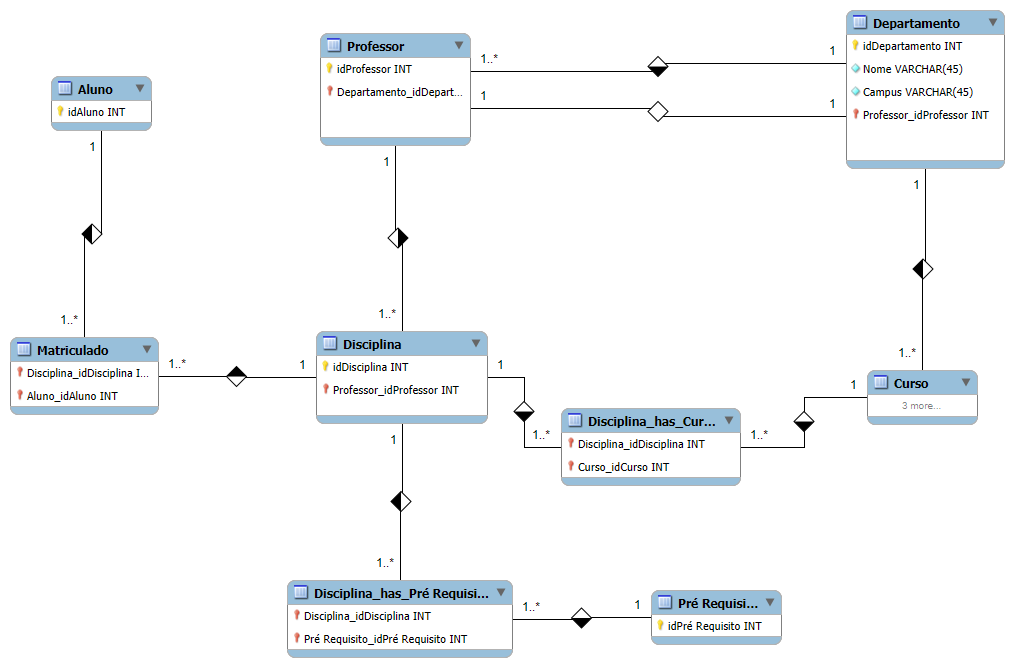 Aluno
idAluno INT
Professor
idProfessor INT
Departamento_idDepart...
Departamento
idDepartamento INT
Nome VARCHAR(45)
Campus VARCHAR(45)
Professor_idProfessor INT
1..*
1
1
1
1
1..*
1
1..*
1
1..*
Matriculado
Disciplina_idDisciplina I...
Aluno_idAluno INT
1..*
1
Disciplina
idDisciplina INT
Professor_idProfessor INT
1
1..*
Disciplina_has_Cur...
Disciplina_idDisciplina INT
Curso_idCurso INT
1..*
1
Curso
3 more...
1
1..*
Disciplina_has_Pré Requisi...
Disciplina_idDisciplina INT
Pré Requisito_idPré Requisito INT
1..*
1
Pré Requisi...
idPré Requisito INT